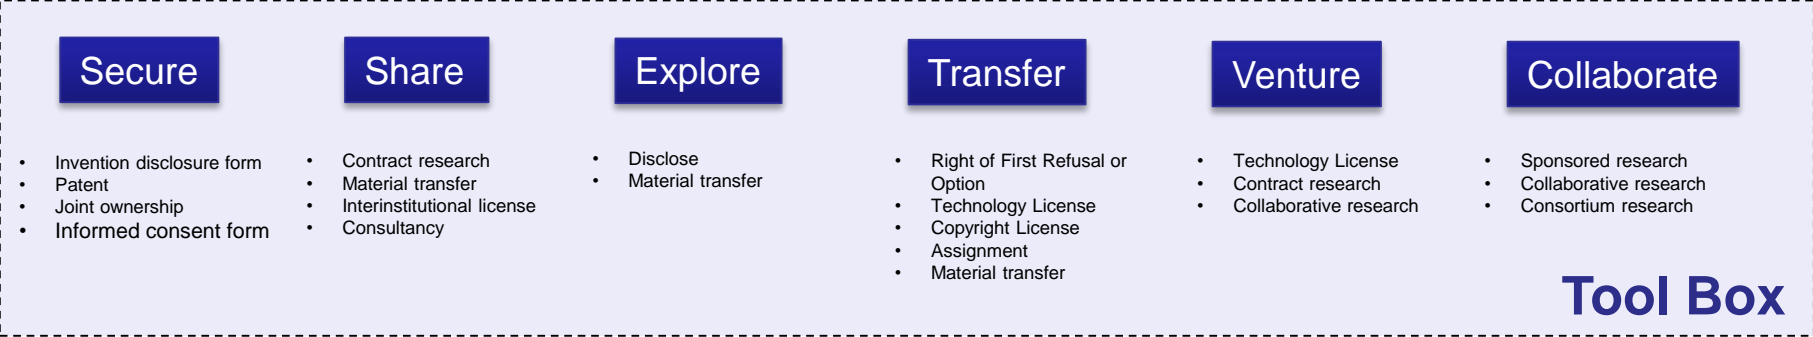 Secure
Share
Explore
Transfer
Venture
Collaborate
• Invention disclosure form
• Patent
• Joint ownership
• Informed consent form
• Contract research
• Material transfer
• Interinstitutional license
• Consultancy
• Disclose
• Material transfer
• Right of First Refusal or
Option
• Technology License
• Copyright License
• Assignment
• Material transfer
• Technology License
• Contract research
• Collaborative research
• Sponsored research
• Collaborative research
• Consortium research
Tool Box